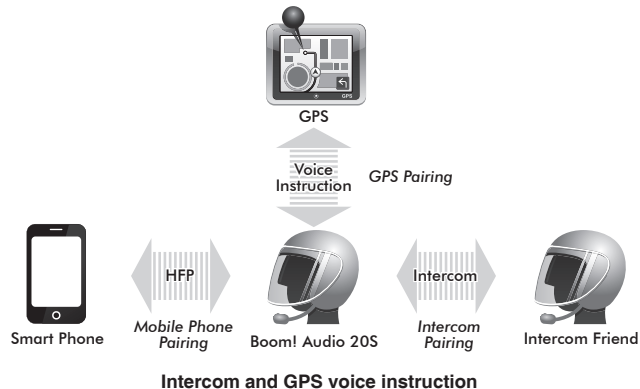 GPS
GPS
Voice
Instruction
GPS Pairing
HFP
Intercom
Smart Phone
Mobile Phone
Pairing
Boom! Audio 20S
Intercom
Pairing
Intercom Friend
Intercom and GPS voice instruction